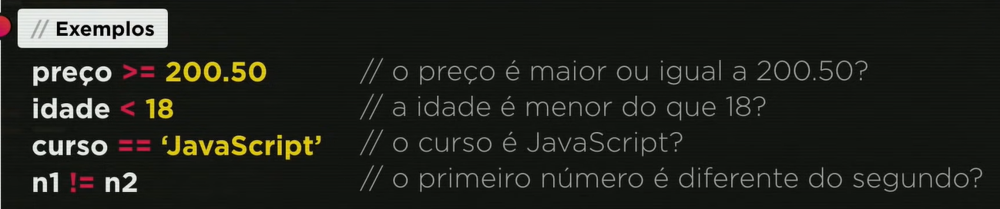 // Exemplos
preço >= 200.50 // o preço é maior ou igual a 200.50?
idade < 18 // a idade é menor do que 18?
curso == ‘JavaScript’ // o curso é JavaScript?
n1 != n2 // o primeiro número é diferente do segundo?